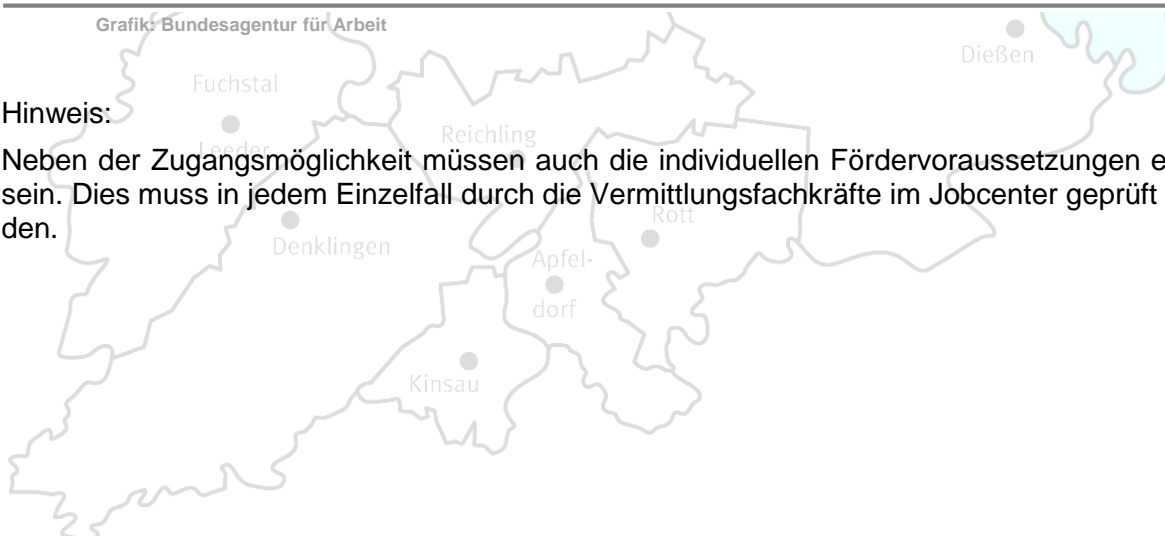 Grafik: Bundesagentur für Arbeit
Dießen
Fuchstal
Hinweis:
Leeder
Reichling
Neben der Zugangsmöglichkeit müssen auch die individuellen Fördervoraussetzungen e
sein. Dies muss in jedem Einzelfall durch die Vermittlungsfachkräfte im Jobcenter geprüft
den.
Rott
Denklingen
Apfel-
dorf
Kinsau